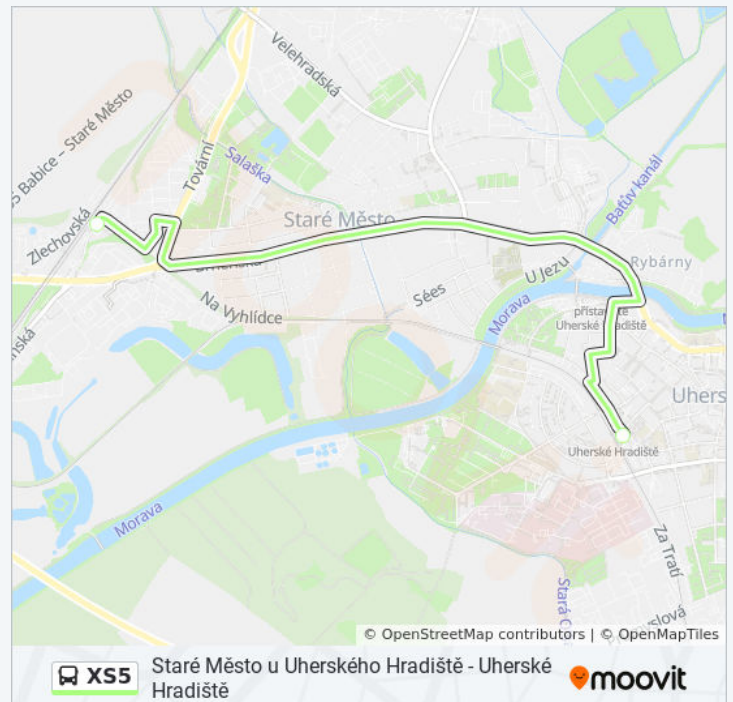 Velehradská
55 Babice – Staré Město
Tovární
Salaška
Zlechovská
Staré Město
Baťův kanál
Rybárny
U Jezu
Sées
Na Vyhlídce
Morava
Uherské Hradiště
Uhers
Uherské Hradiště
Morava
Za Tratí
Stará
© OpenStreetMap contributors | © OpenMapTiles
XS5
Staré Město u Uherského Hradiště - Uherské
Hradiště
moovit